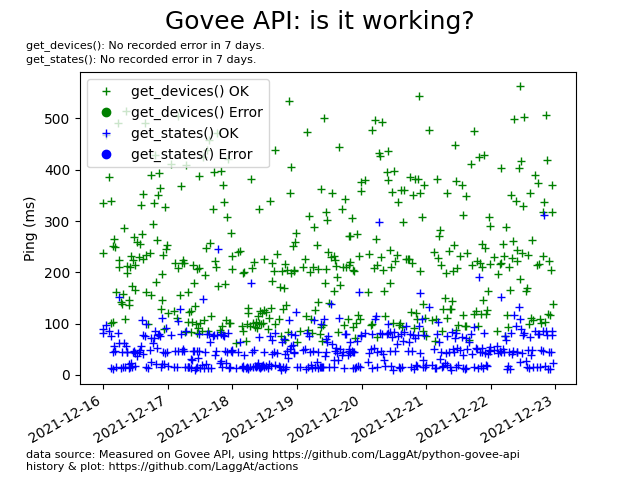 Govee API: is it working?
get_devices(): No recorded error in 7 days.
get_states(): No recorded error in 7 days.
get_devices() OK
get_devices() Error
get_states() OK
get_states() Error
Ping (ms)
500
400
300
200
100
0
2021-12-16
2021-12-17
2021-12-18
2021-12-19
2021-12-20
2021-12-21
2021-12-22
2021-12-23
data source: Measured on Govee API, using https://github.com/LaggAt/python-govee-api
history & plot: https://github.com/LaggAt/actions